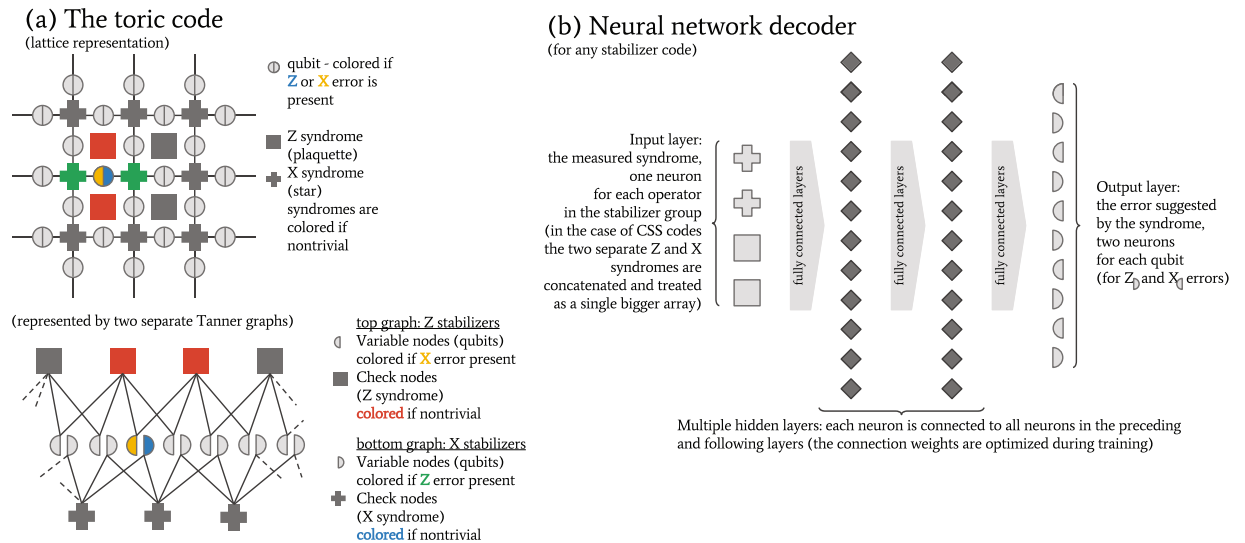 (a) The toric code
(lattice representation)
qubit - colored if
Z or X error is
present
Z syndrome
(plaquette)
X syndrome
(star)
syndromes are
colored if
nontrivial
(represented by two separate Tanner graphs)
top graph: Z stabilizers
Variable nodes (qubits)
colored if X error present
Check nodes
(Z syndrome)
colored if nontrivial
bottom graph: X stabilizers
Variable nodes (qubits)
colored if Z error present
Check nodes
(X syndrome)
colored if nontrivial
(b) Neural network decoder
(for any stabilizer code)
Input layer:
the measured syndrome,
one neuron
for each operator
in the stabilizer group
(in the case of CSS codes
the two separate Z and X
syndromes are
concatenated and treated
as a single bigger array)
fully connected layers
fully connected layers
fully connected layers
Output layer:
the error suggested
by the syndrome,
two neurons
for each qubit
(for Z and X errors)
Multiple hidden layers: each neuron is connected to all neurons in the preceding
and following layers (the connection weights are optimized during training)